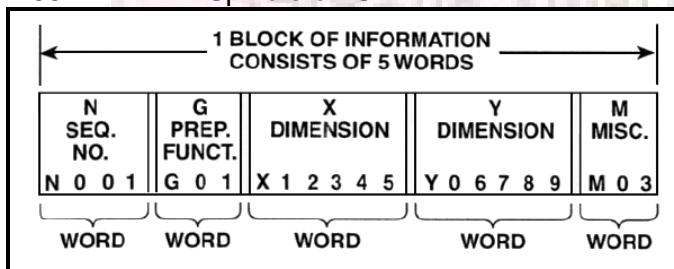 1 BLOCK OF INFORMATION
CONSISTS OF 5 WORDS
N
SEQ.
NO.
N 0 0 1
G
PREP.
FUNCT.
G 0 1
X
DIMENSION
X 1 2 3 4 5
Y
DIMENSION
Y 0 6 7 8 9
M
MISC.
M 0 3
WORD WORD WORD WORD WORD